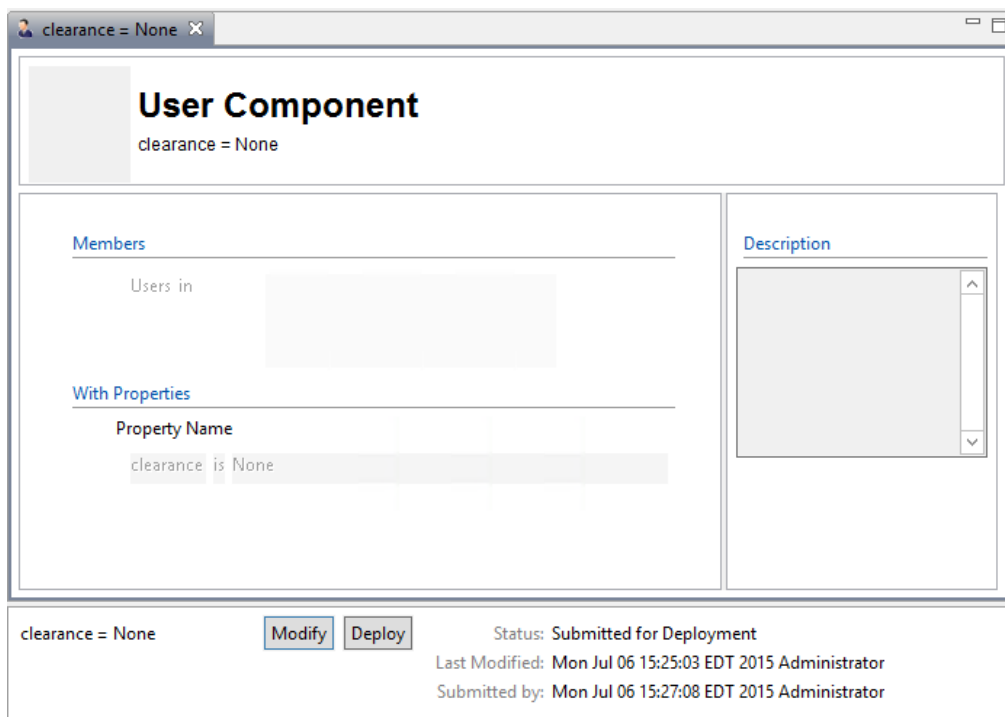 clearance = None
User Component
clearance = None
Members
Users in
With Properties
Property Name
clearance is None
Description
clearance = None
Modify
Deploy
Status: Submitted for Deployment
Last Modified: Mon Jul 06 15:25:03 EDT 2015 Administrator
Submitted by: Mon Jul 06 15:27:08 EDT 2015 Administrator